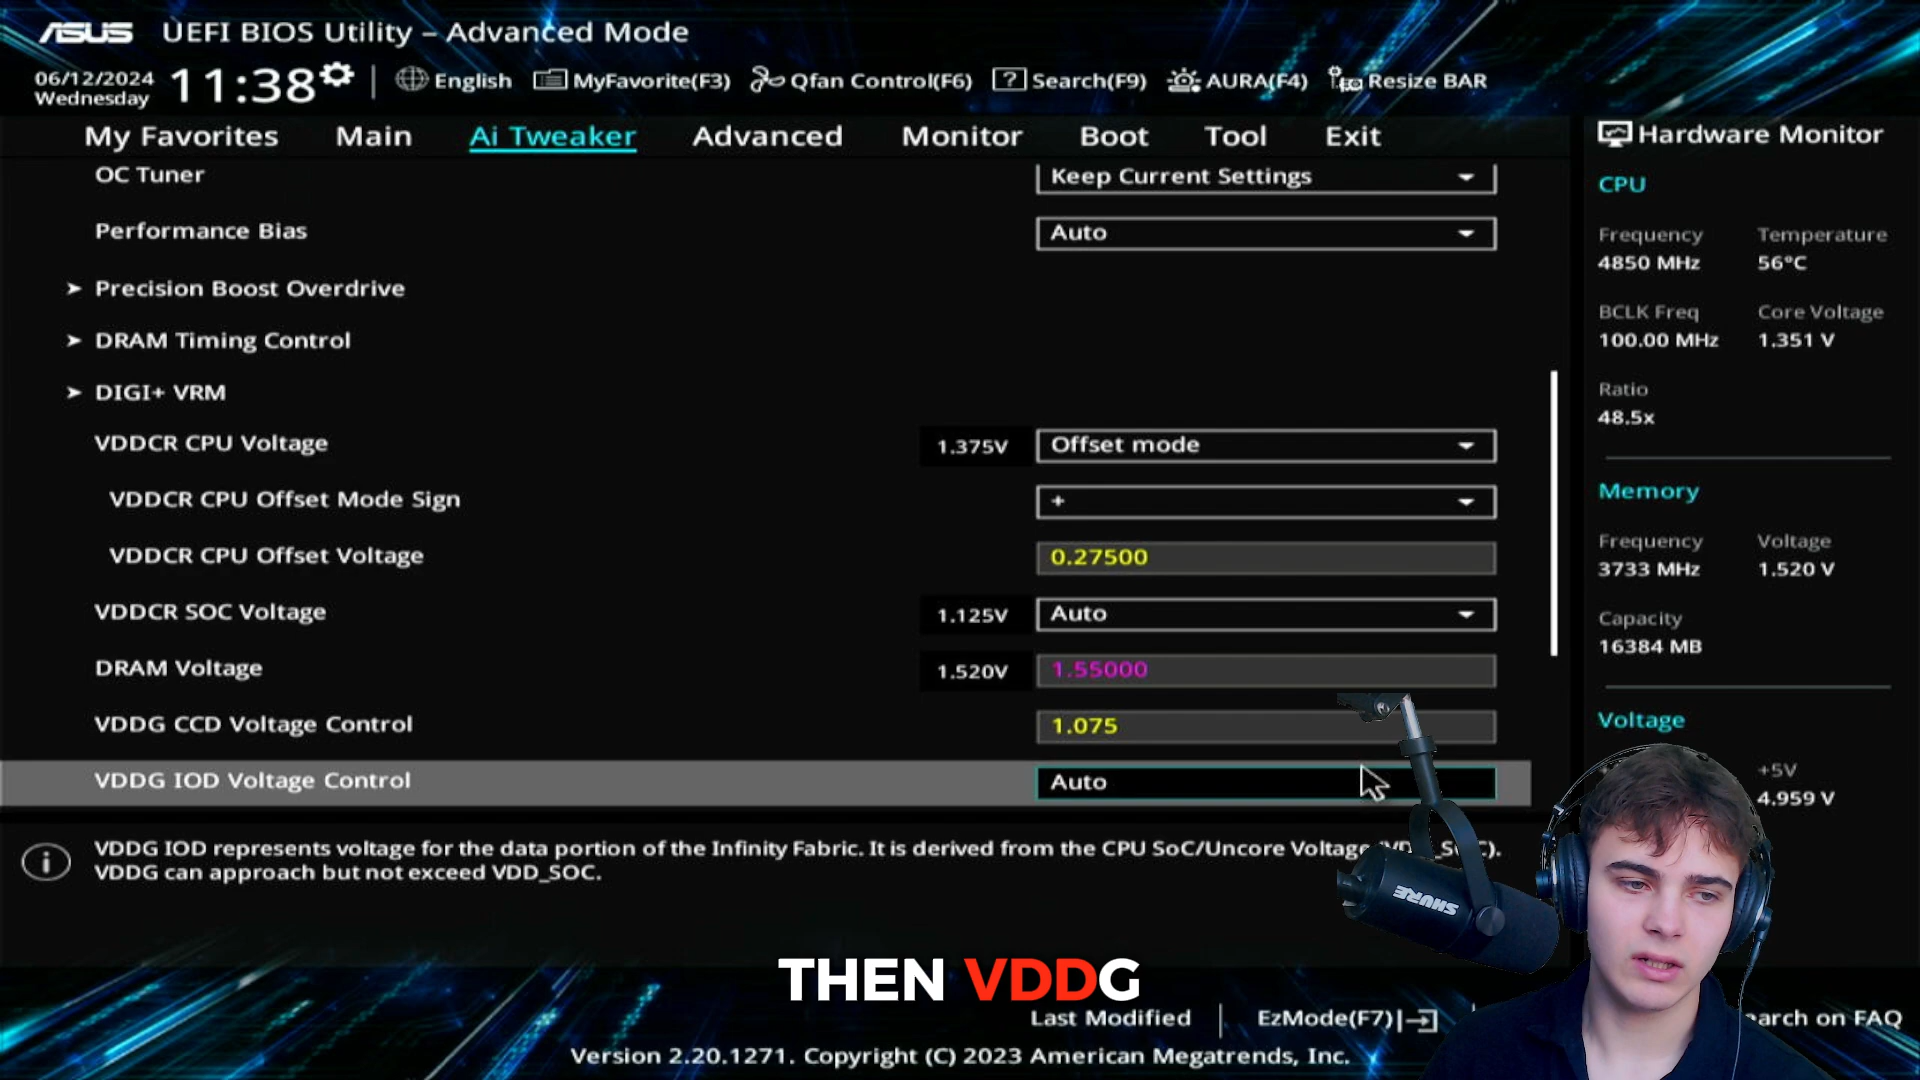 ASUS UEFI BIOS Utility – Advanced Mode
06/12/2024
Wednesday
11:38
English MyFavorite(F3) Qfan Control(F6) Search(F9) AURA(F4) Resize BAR
My Favorites Main Ai Tweaker Advanced Monitor Boot Tool Exit
OC Tuner Keep Current Settings
Performance Bias Auto
Precision Boost Overdrive
DRAM Timing Control
DIGI+ VRM
VDDCR CPU Voltage 1.375V Offset mode
VDDCR CPU Offset Mode Sign +
VDDCR CPU Offset Voltage 0.27500
VDDCR SOC Voltage 1.125V Auto
DRAM Voltage 1.520V 1.55000
VDDG CCD Voltage Control 1.075
VDDG IOD Voltage Control Auto
VDDG IOD represents voltage for the data portion of the Infinity Fabric. It is derived from the CPU SoC/Uncore Voltage
VDDG can approach but not exceed VDD_SOC.
Hardware Monitor
CPU
Frequency Temperature
4850 MHz 56°C
BCLK Freq Core Voltage
100.00 MHz 1.351 V
Ratio
48.5x
Memory
Frequency Voltage
3733 MHz 1.520 V
Capacity
16384 MB
Voltage
+5V
4.959 V
SHURE
THEN VDDG
Last Modified EzMode(F7) on FAQ
Version 2.20.1271. Copyright (C) 2023 American Megatrends, Inc.